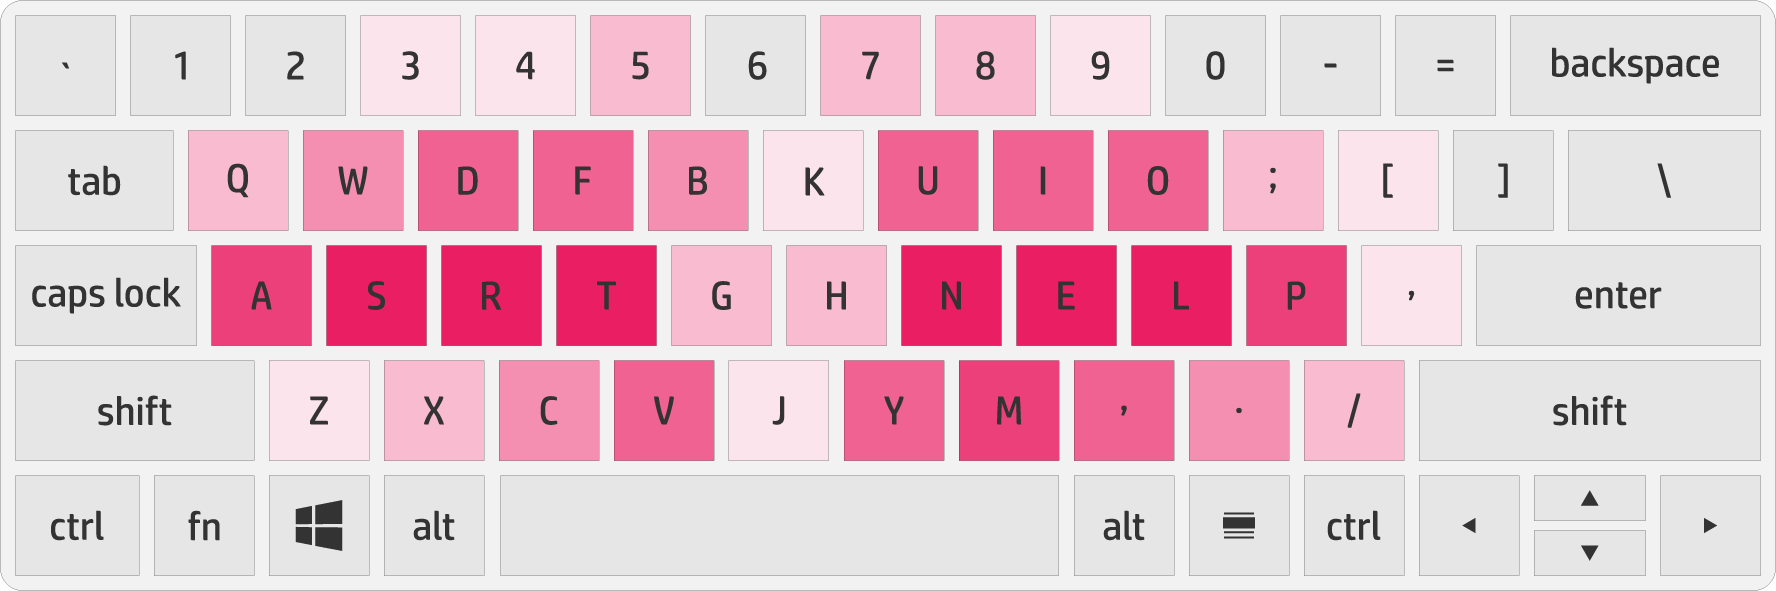 ` 1 2 3 4 5 6 7 8 9 0 - = backspace
tab Q W D F B K U I O ; [ ] \
caps lock A S R T G H N E L P ’ enter
shift Z X C V J Y M , . / shift
ctrl fn alt alt ctrl